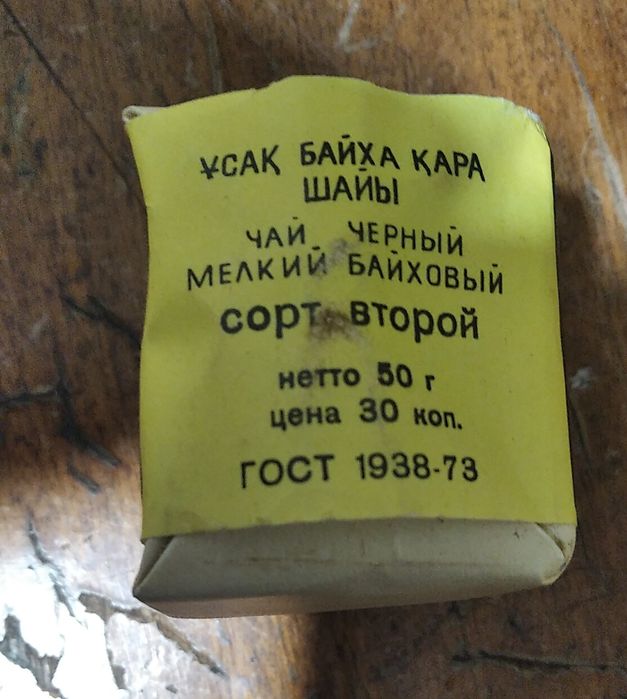 ҰСАҚ БАЙХА ҚАРА
ШАЙЫ
ЧАЙ ЧЕРНЫЙ
МЕЛКИЙ БАЙХОВЫЙ
сорт второй
нетто 50 г
цена 30 коп.
ГОСТ 1938-73